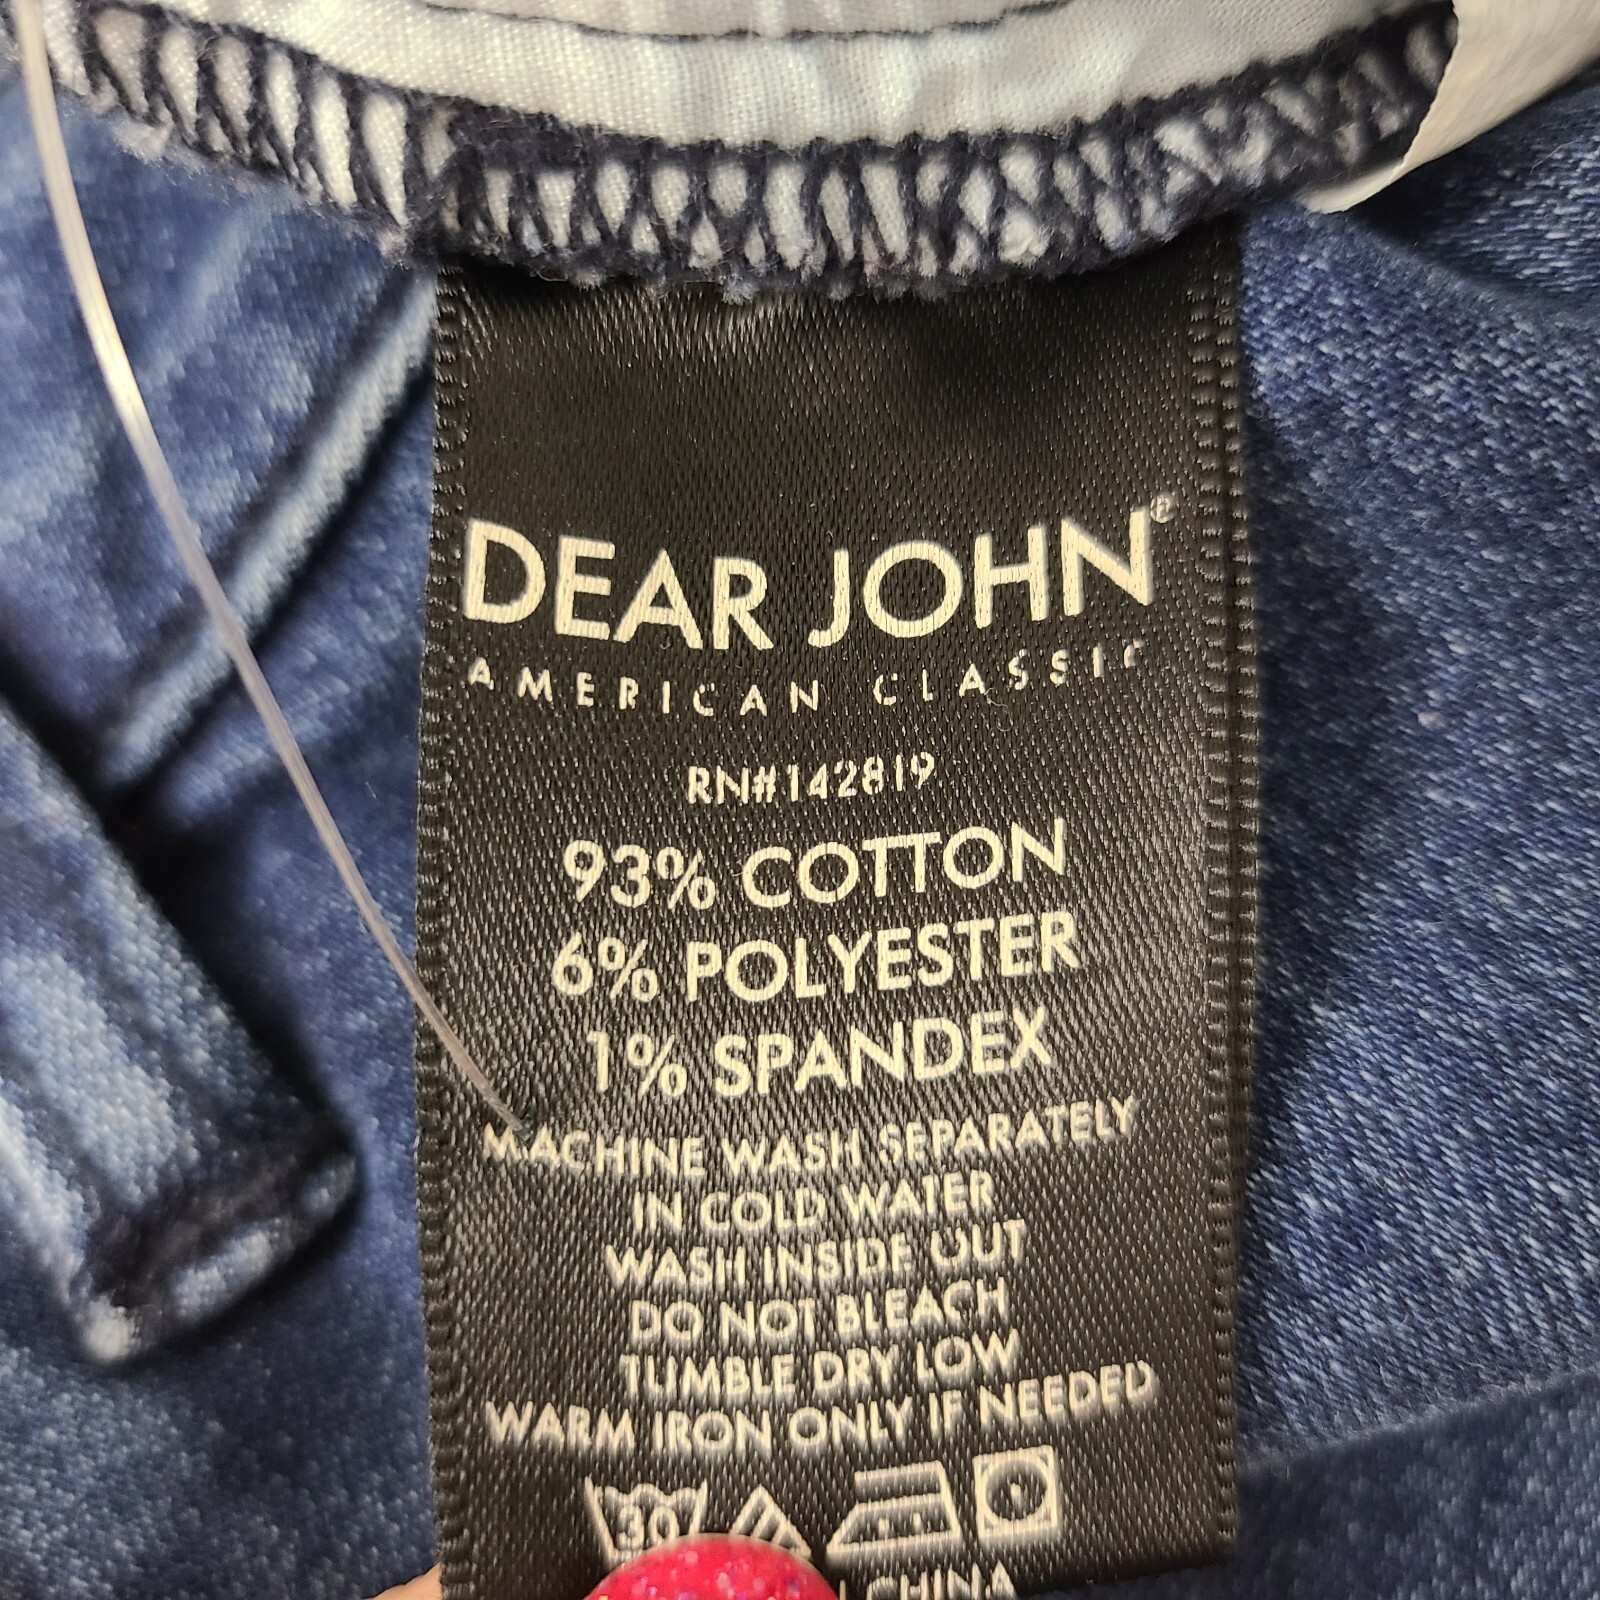 DEAR JOHN®
AMERICAN CLASSIC
RN#142819
93% COTTON
6% POLYESTER
1% SPANDEX
MACHINE WASH SEPARATELY
IN COLD WATER
WASH INSIDE OUT
DO NOT BLEACH
TUMBLE DRY LOW
WARM IRON ONLY IF NEEDED
30
CHINA